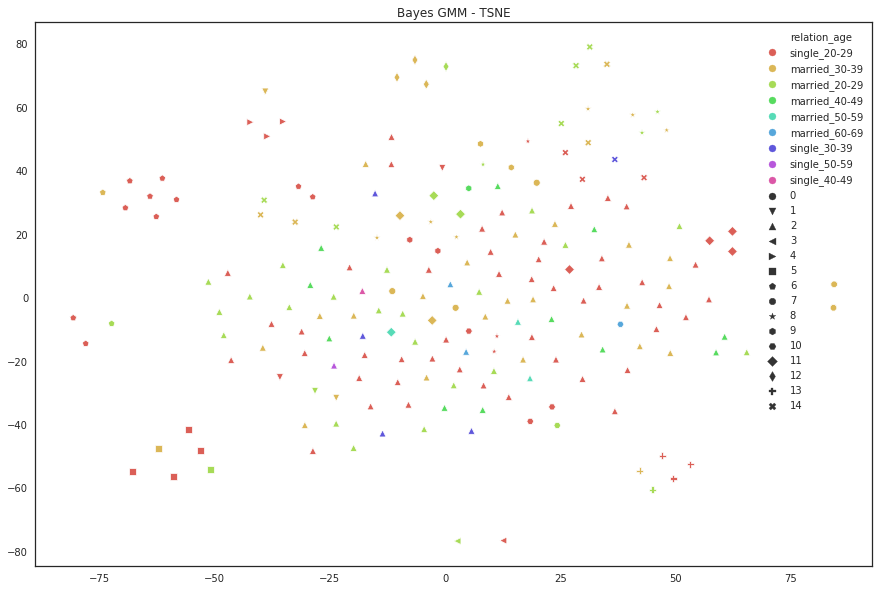 Bayes GMM - TSNE
80
60
40
20
0
−20
−40
−60
−80
−75
−50
−25
0
25
50
75
relation_age
single_20-29
married_30-39
married_20-29
married_40-49
married_50-59
married_60-69
single_30-39
single_50-59
single_40-49
0
1
2
3
4
5
6
7
8
9
10
11
12
13
14